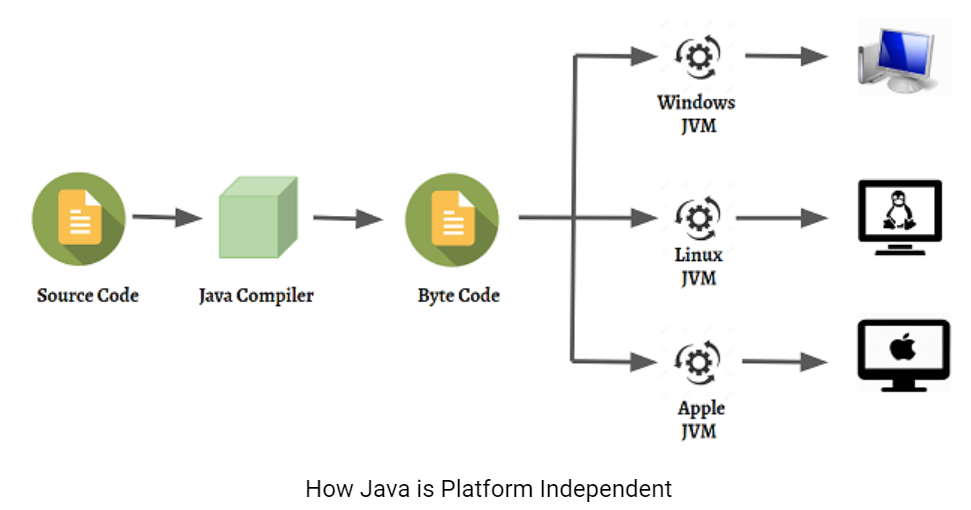 Windows
JVM
Linux
JVM
Source Code
Java Compiler
Byte Code
Apple
JVM
How Java is Platform Independent